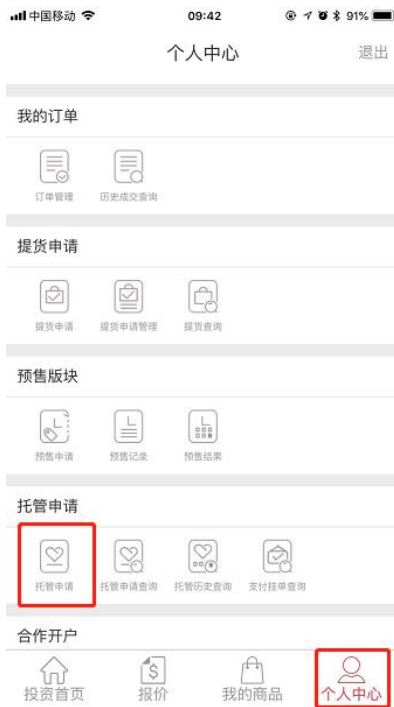 中国移动 09:42 91%
个人中心 退出
我的订单
订单管理 历史成交查询
提货申请
提货申请 提货申请管理 提货查询
预售版块
预售申请 预售记录 预售结果
托管申请
托管申请 托管申请查询 托管历史查询 支付挂单查询
合作开户
投资首页 报价 我的商品 个人中心